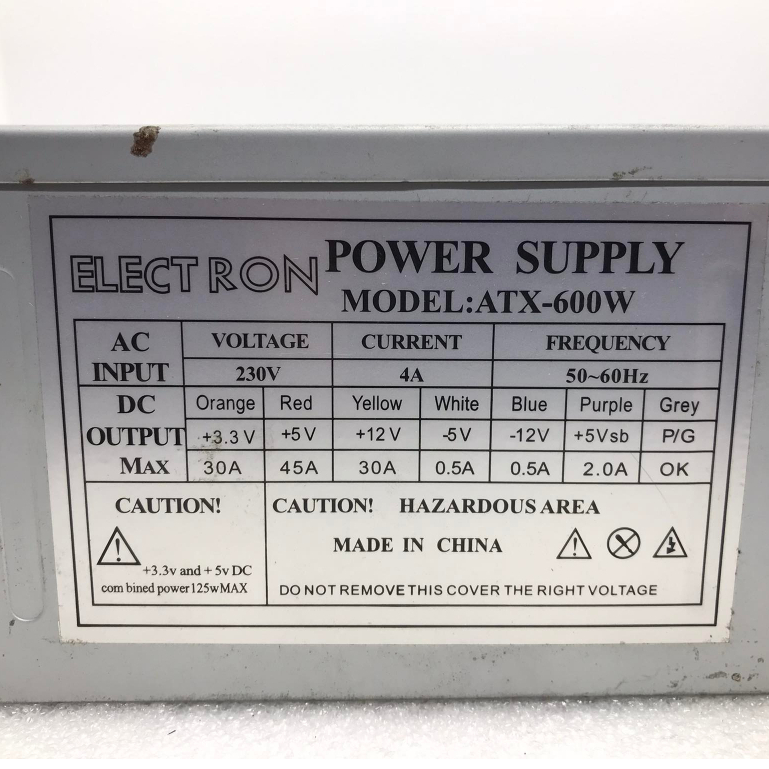 ELECTRON POWER SUPPLY
MODEL:ATX-600W
AC INPUT VOLTAGE CURRENT FREQUENCY
230V 4A 50~60Hz
DC OUTPUT MAX Orange Red Yellow White Blue Purple Grey
+3.3V +5V +12V -5V -12V +5Vsb P/G
30A 45A 30A 0.5A 0.5A 2.0A OK
CAUTION!
+3.3v and + 5v DC
com bined power125wMAX
CAUTION! HAZARDOUS AREA
MADE IN CHINA
DO NOT REMOVE THIS COVER THE RIGHT VOLTAGE